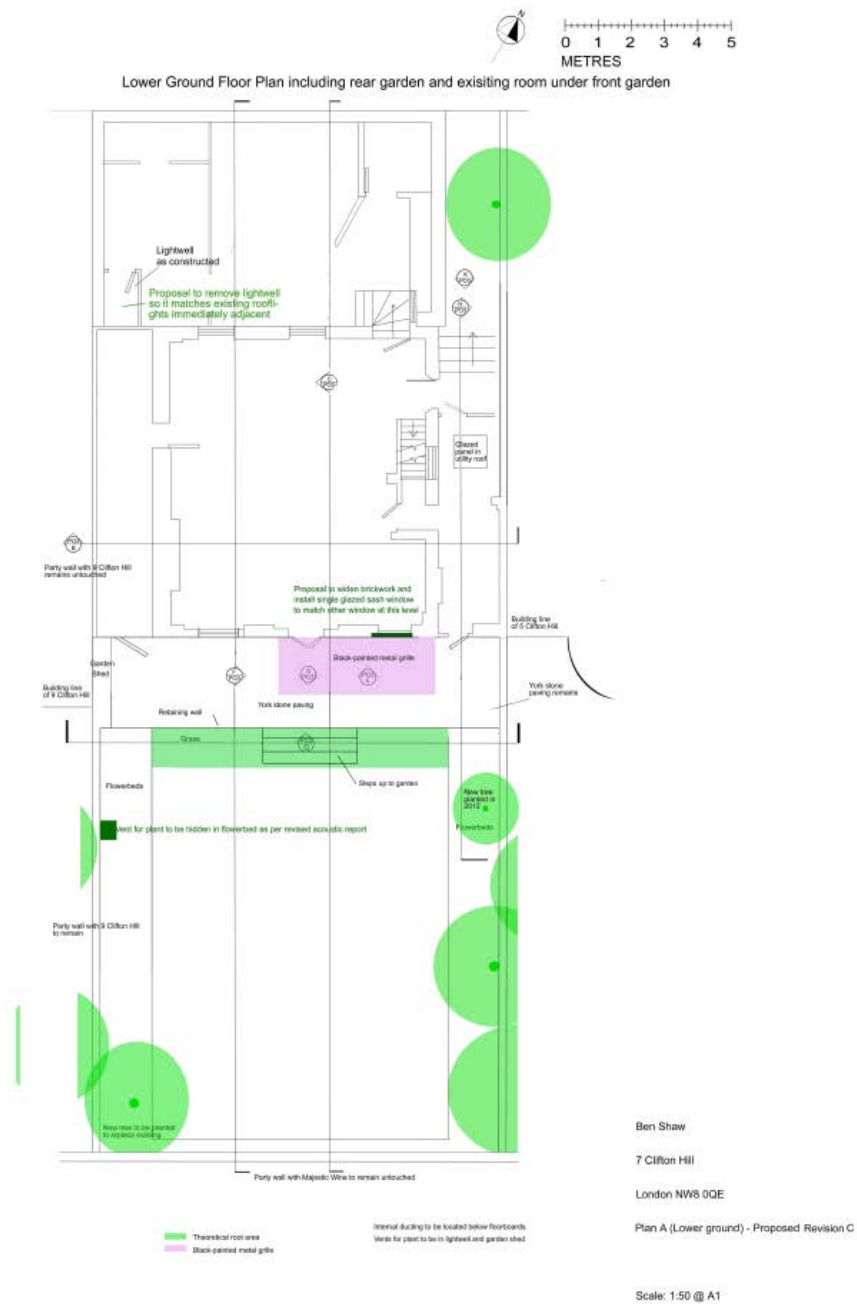 N
0 1 2 3 4 5
METRES
Lower Ground Floor Plan including rear garden and exisiting room under front garden
Lightwell
as constructed
Proposal to remove lightwell
so it matches existing roofli-
ghts immediately adjacent
Glazed
panel in
utility roof
Party wall with 9 Clifton Hill
remains untouched
Proposal to widen brickwork and
install single glazed sash window
to match other window at this level
Building line
of 5 Clifton Hill
Garden
Shed
Black-painted metal grille
Building line
of 9 Clifton Hill
York stone
paving remains
York stone paving
Retaining wall
Grass
Steps up to garden
Flowerbeds
New tree
planted in
2012
Flowerbeds
Vent for plant to be hidden in flowerbed as per revised acoustic report
Party wall with 9 Clifton Hill
to remain
New tree to be planted
to replace existing
Party wall with Majestic Wine to remain untouched
Theoretical root area
Black-painted metal grille
Internal ducting to be located below floorboards
Vents for plant to be in lightwell and garden shed
Ben Shaw
7 Clifton Hill
London NW8 0QE
Plan A (Lower ground) - Proposed Revision C
Scale: 1:50 @ A1